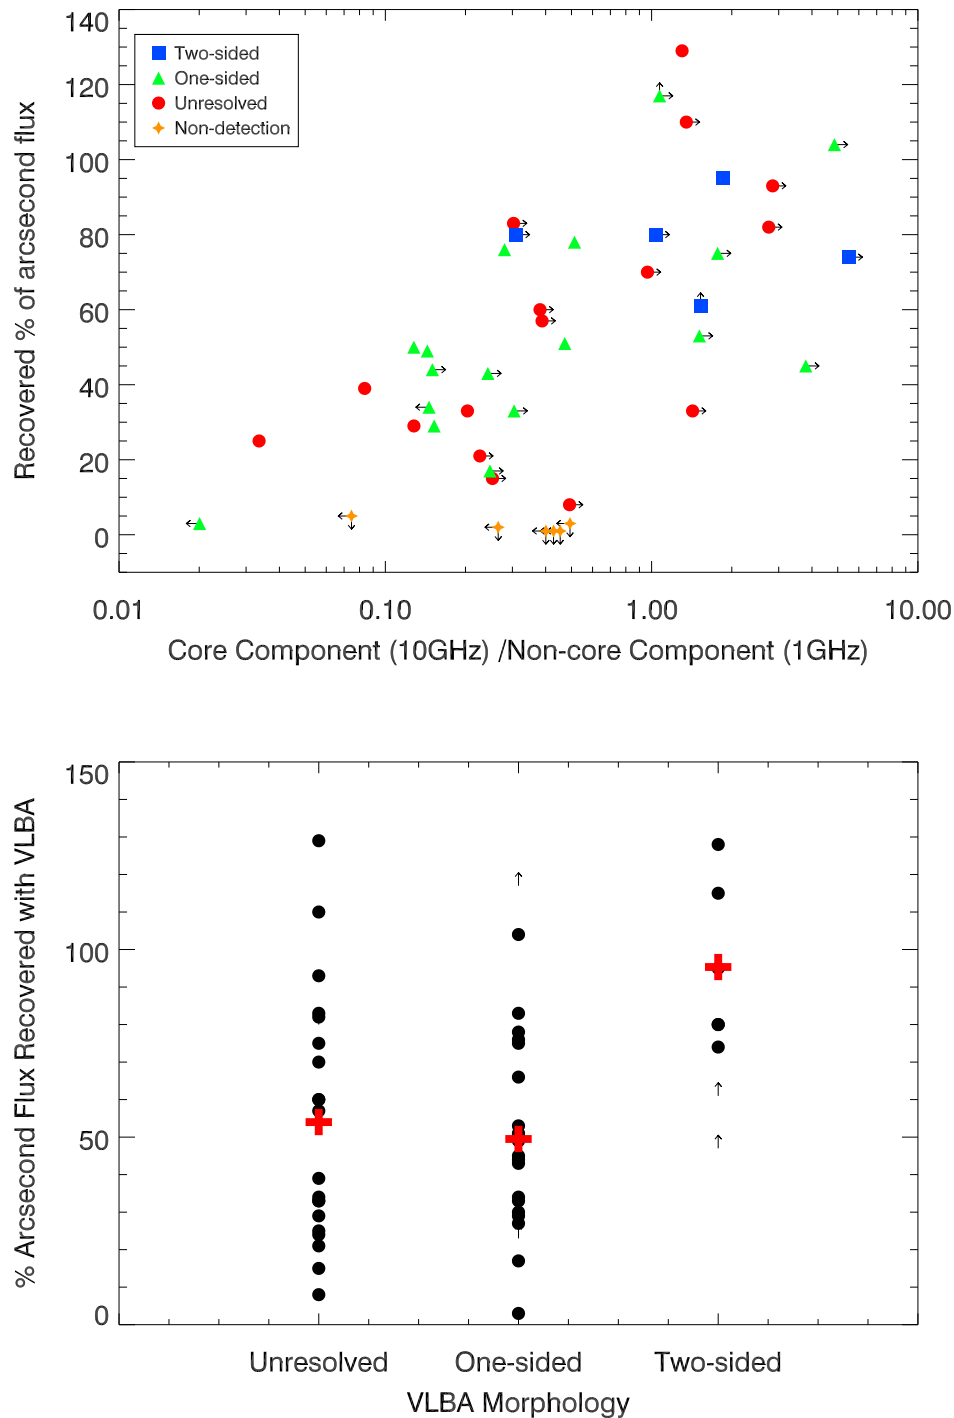 140
120
100
80
60
40
20
0
Recovered % of arcsecond flux
Two-sided
One-sided
Unresolved
Non-detection
0.01 0.10 1.00 10.00
Core Component (10GHz) /Non-core Component (1GHz)
150
100
50
0
% Arcsecond Flux Recovered with VLBA
Unresolved One-sided Two-sided
VLBA Morphology